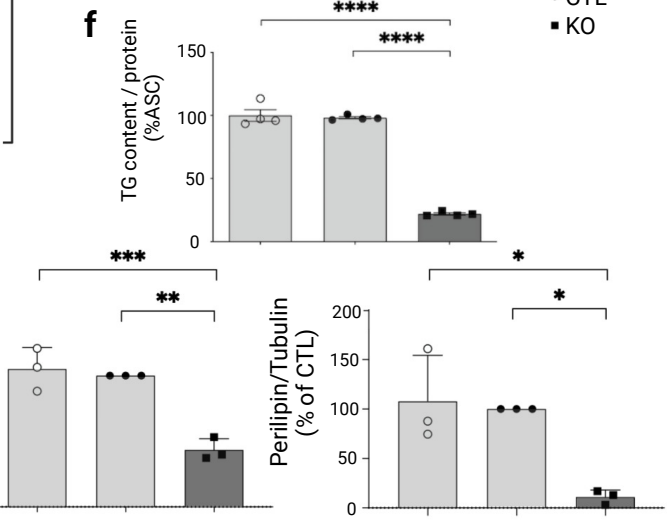 f
CTL
KO
****
****
TG content / protein
(%ASC)
150
100
50
0
***
**
*
*
Perilipin/Tubulin
(% of CTL)
200
150
100
50
0